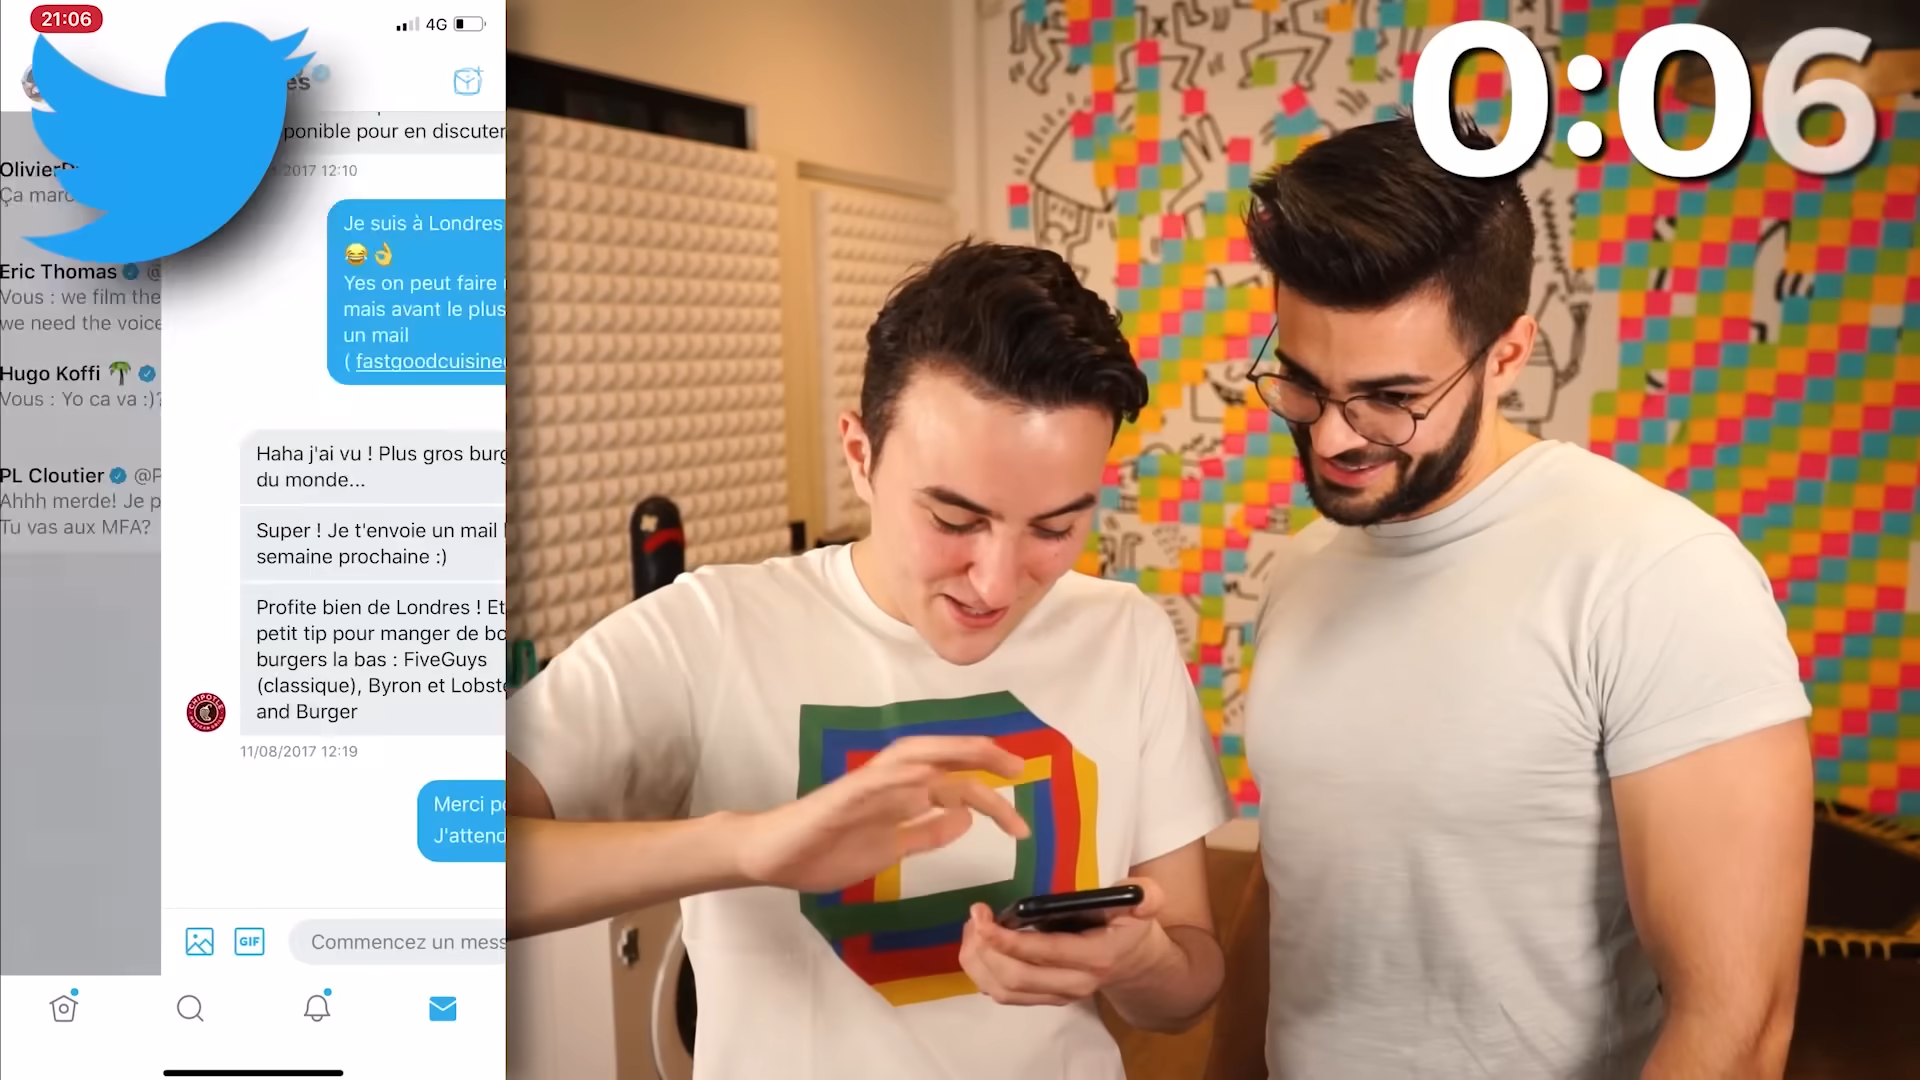 21:06
4G
0:06
es
ponible pour en discuter
2017 12:10
Ça marc
Je suis à Londres
😂👌
Eric Thomas @
Vous : we film the
we need the voice
Yes on peut faire
mais avant le plus
un mail
( fastgoodcuisine
Hugo Koffi 🌴
Vous : Yo ca va :)?
Haha j'ai vu ! Plus gros burg
du monde...
PL Cloutier @P
Ahhh merde! Je p
Tu vas aux MFA?
Super ! Je t'envoie un mail
semaine prochaine :)
Profite bien de Londres ! Et
petit tip pour manger de bo
burgers la bas : FiveGuys
(classique), Byron et Lobste
and Burger
CHIPOTLE
11/08/2017 12:19
Merci po
J'attend
GIF
Commencez un mess